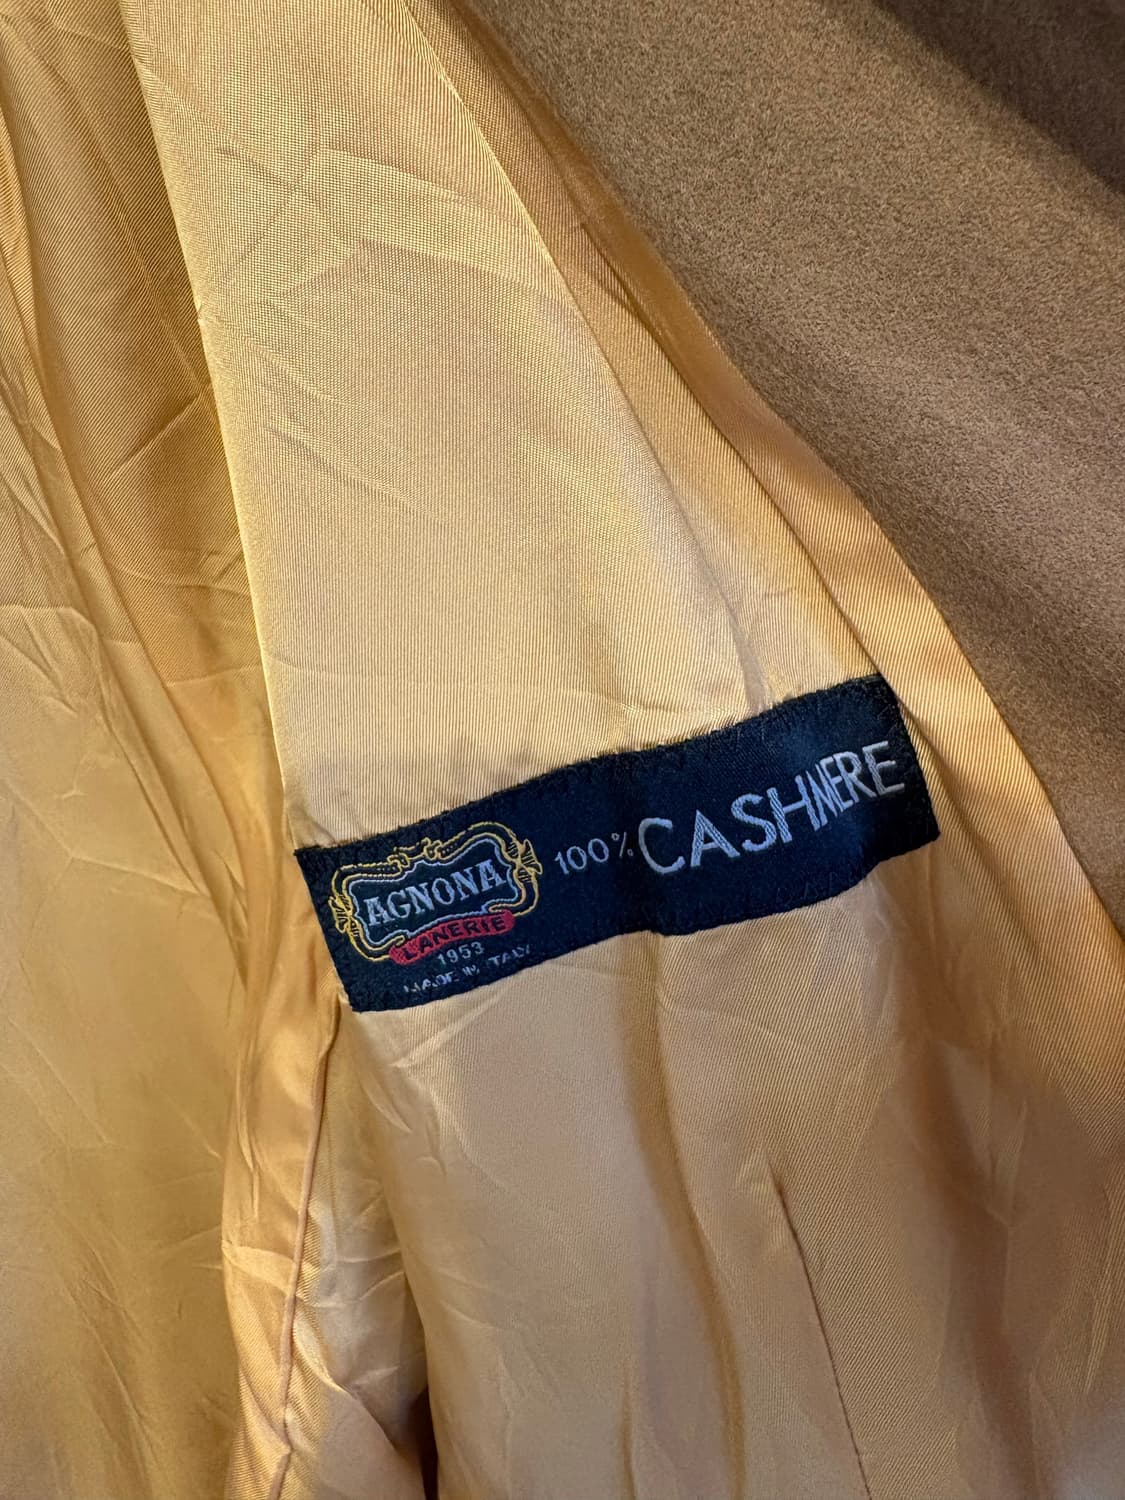 AGNONA
LANERIE
1953
MADE IN ITALY
100% CASHMERE